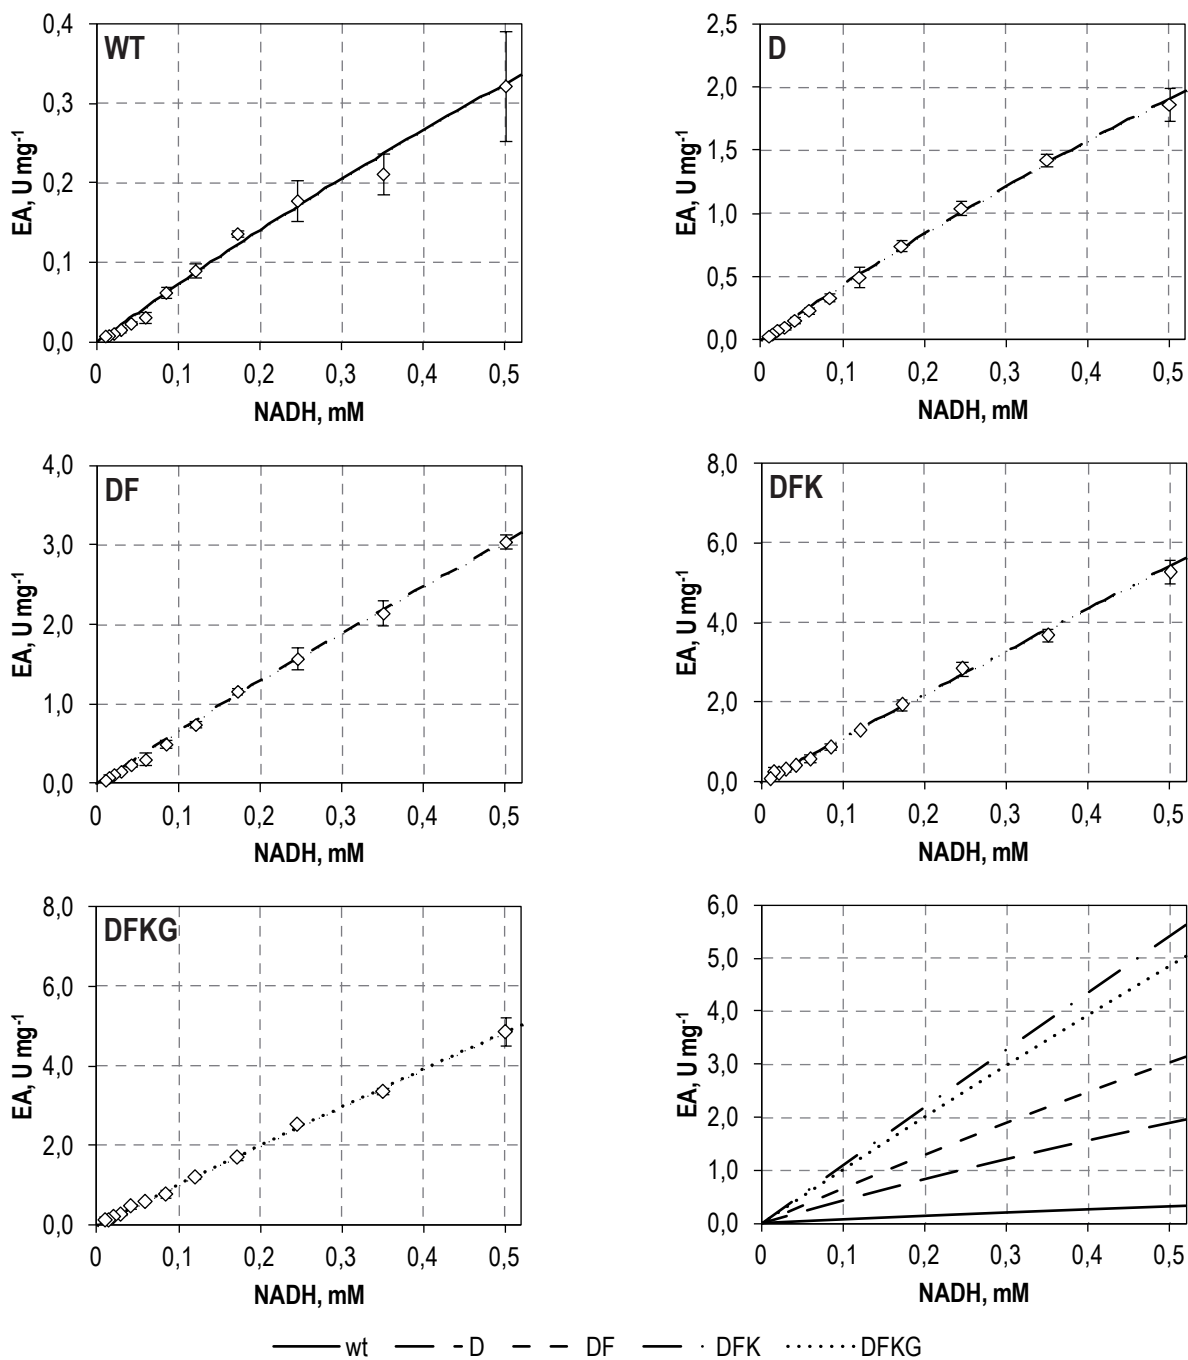 WT
EA, U mg-1
0,4
0,3
0,2
0,1
0,0
0 0,1 0,2 0,3 0,4 0,5
NADH, mM
D
EA, U mg-1
2,5
2,0
1,5
1,0
0,5
0,0
0 0,1 0,2 0,3 0,4 0,5
NADH, mM
DF
EA, U mg-1
4,0
3,0
2,0
1,0
0,0
0 0,1 0,2 0,3 0,4 0,5
NADH, mM
DFK
EA, U mg-1
8,0
6,0
4,0
2,0
0,0
0 0,1 0,2 0,3 0,4 0,5
NADH, mM
DFKG
EA, U mg-1
8,0
6,0
4,0
2,0
0,0
0 0,1 0,2 0,3 0,4 0,5
NADH, mM
EA, U mg-1
6,0
5,0
4,0
3,0
2,0
1,0
0,0
0 0,1 0,2 0,3 0,4 0,5
NADH, mM
wt D DF DFK DFKG